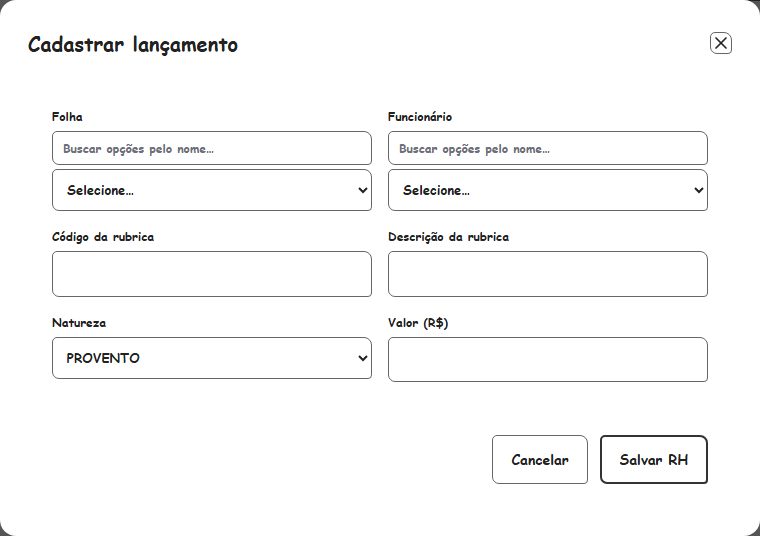 Cadastrar lançamento
Folha
Funcionário
Buscar opções pelo nome...
Buscar opções pelo nome...
Selecione...
Selecione...
Código da rubrica
Descrição da rubrica
Natureza
Valor (R$)
PROVENTO
Cancelar
Salvar RH